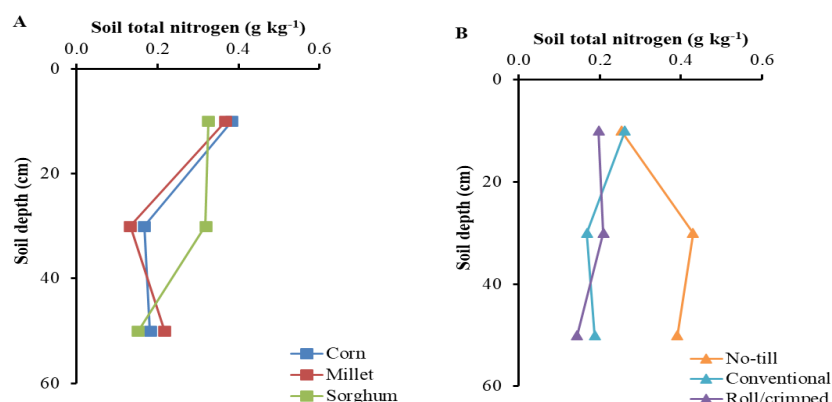 A
Soil total nitrogen (g kg⁻¹)
0.0 0.2 0.4 0.6
0
20
40
60
Soil depth (cm)
Corn
Millet
Sorghum
B
Soil total nitrogen (g kg⁻¹)
0.0 0.2 0.4 0.6
0
20
40
60
Soil depth (cm)
No-till
Conventional
Roll/crimped